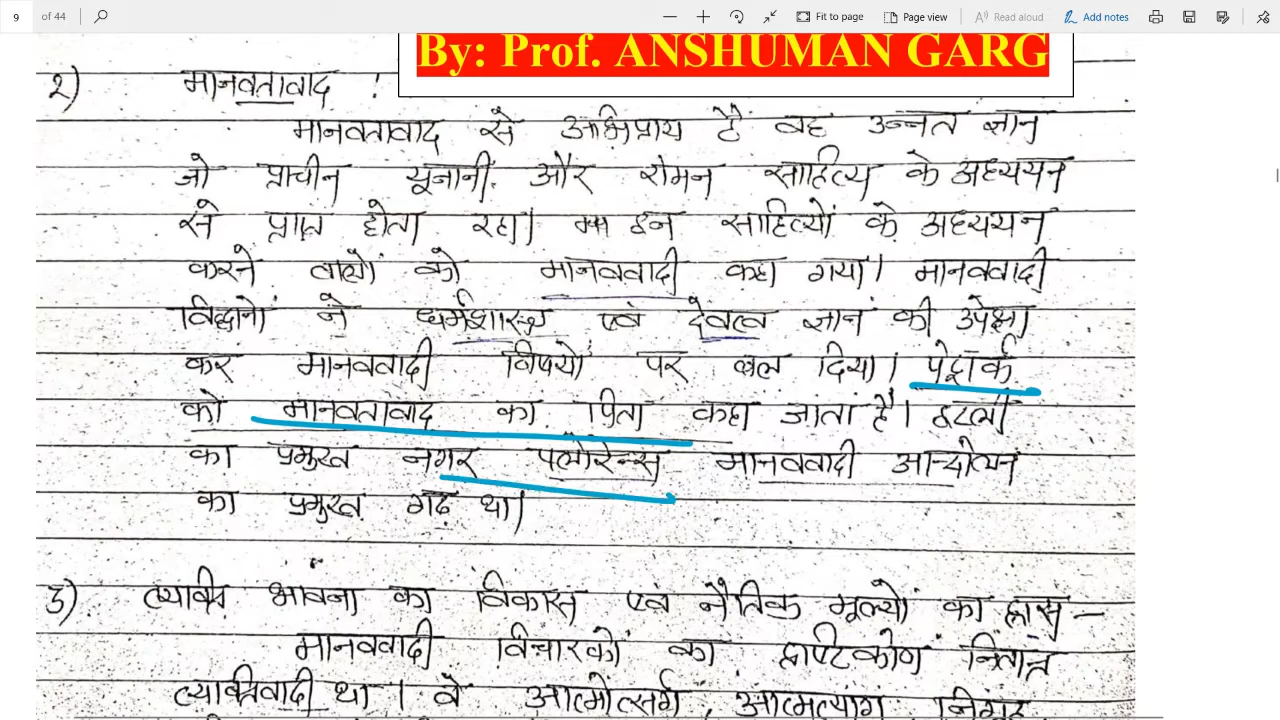 9 of 44 Fit to page Page view Read aloud Add notes
By: Prof. ANSHUMAN GARG
२) मानवतावाद :
मानवतावाद से अभिप्राय है वह उन्नत ज्ञान
जो प्राचीन यूनानी और रोमन साहित्य के अध्ययन
से प्राप्त होता रहा। इन साहित्यों के अध्ययन
करने वालों को मानववादी कहा गया। मानववादी
विद्वानों ने धर्मशास्त्र एवं देवत्व ज्ञान की उपेक्षा
कर मानववादी विषयों पर बल दिया। पेट्रार्क
को मानवतावाद का पिता कहा जाता है। इटली
का प्रमुख नगर फ्लोरेन्स मानववादी आन्दोलन
का प्रमुख गढ़ था।
3) व्यक्ति भावना का विकास एवं नैतिक मूल्यों का ह्रास –
मानववादी विचारकों का दृष्टिकोण नितान्त
व्यक्तिवादी था। वे आत्मोत्सर्ग, आत्मत्याग